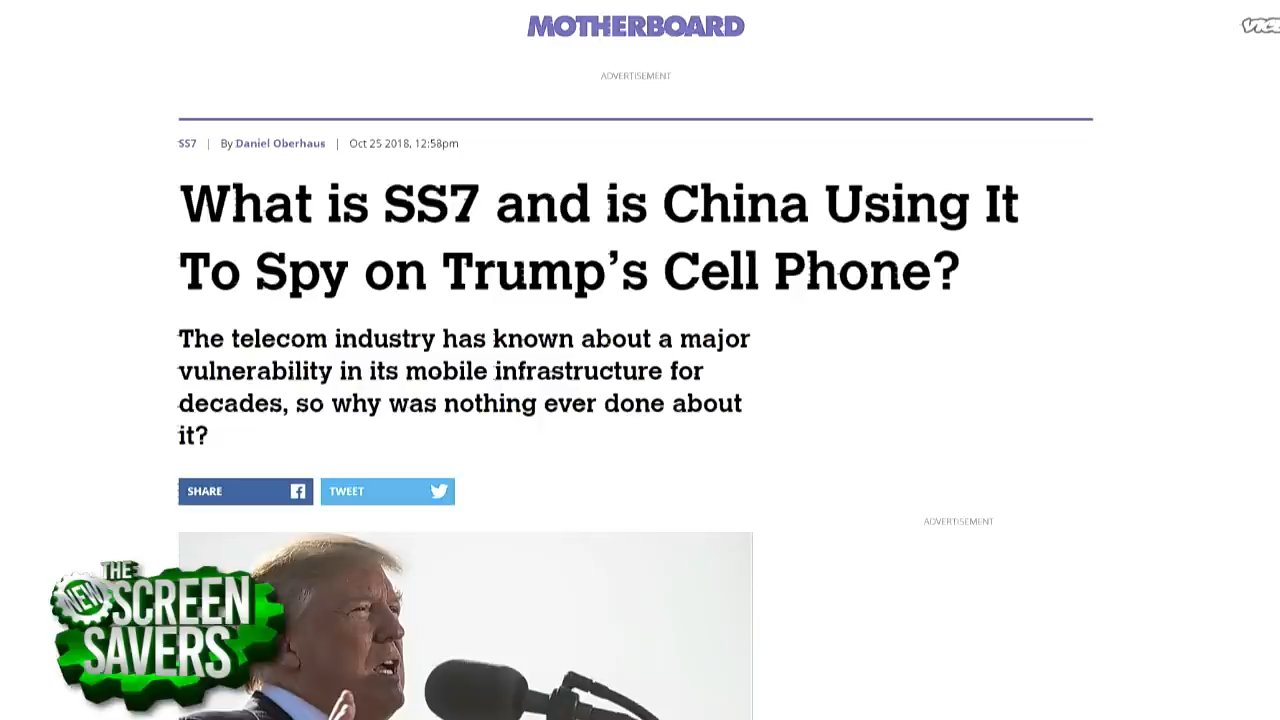 MOTHERBOARD
VICE
ADVERTISEMENT
SS7 | By Daniel Oberhaus | Oct 25 2018, 12:58pm
What is SS7 and is China Using It
To Spy on Trump’s Cell Phone?
The telecom industry has known about a major
vulnerability in its mobile infrastructure for
decades, so why was nothing ever done about
it?
SHARE
TWEET
ADVERTISEMENT
THE
NEW
SCREEN
SAVERS